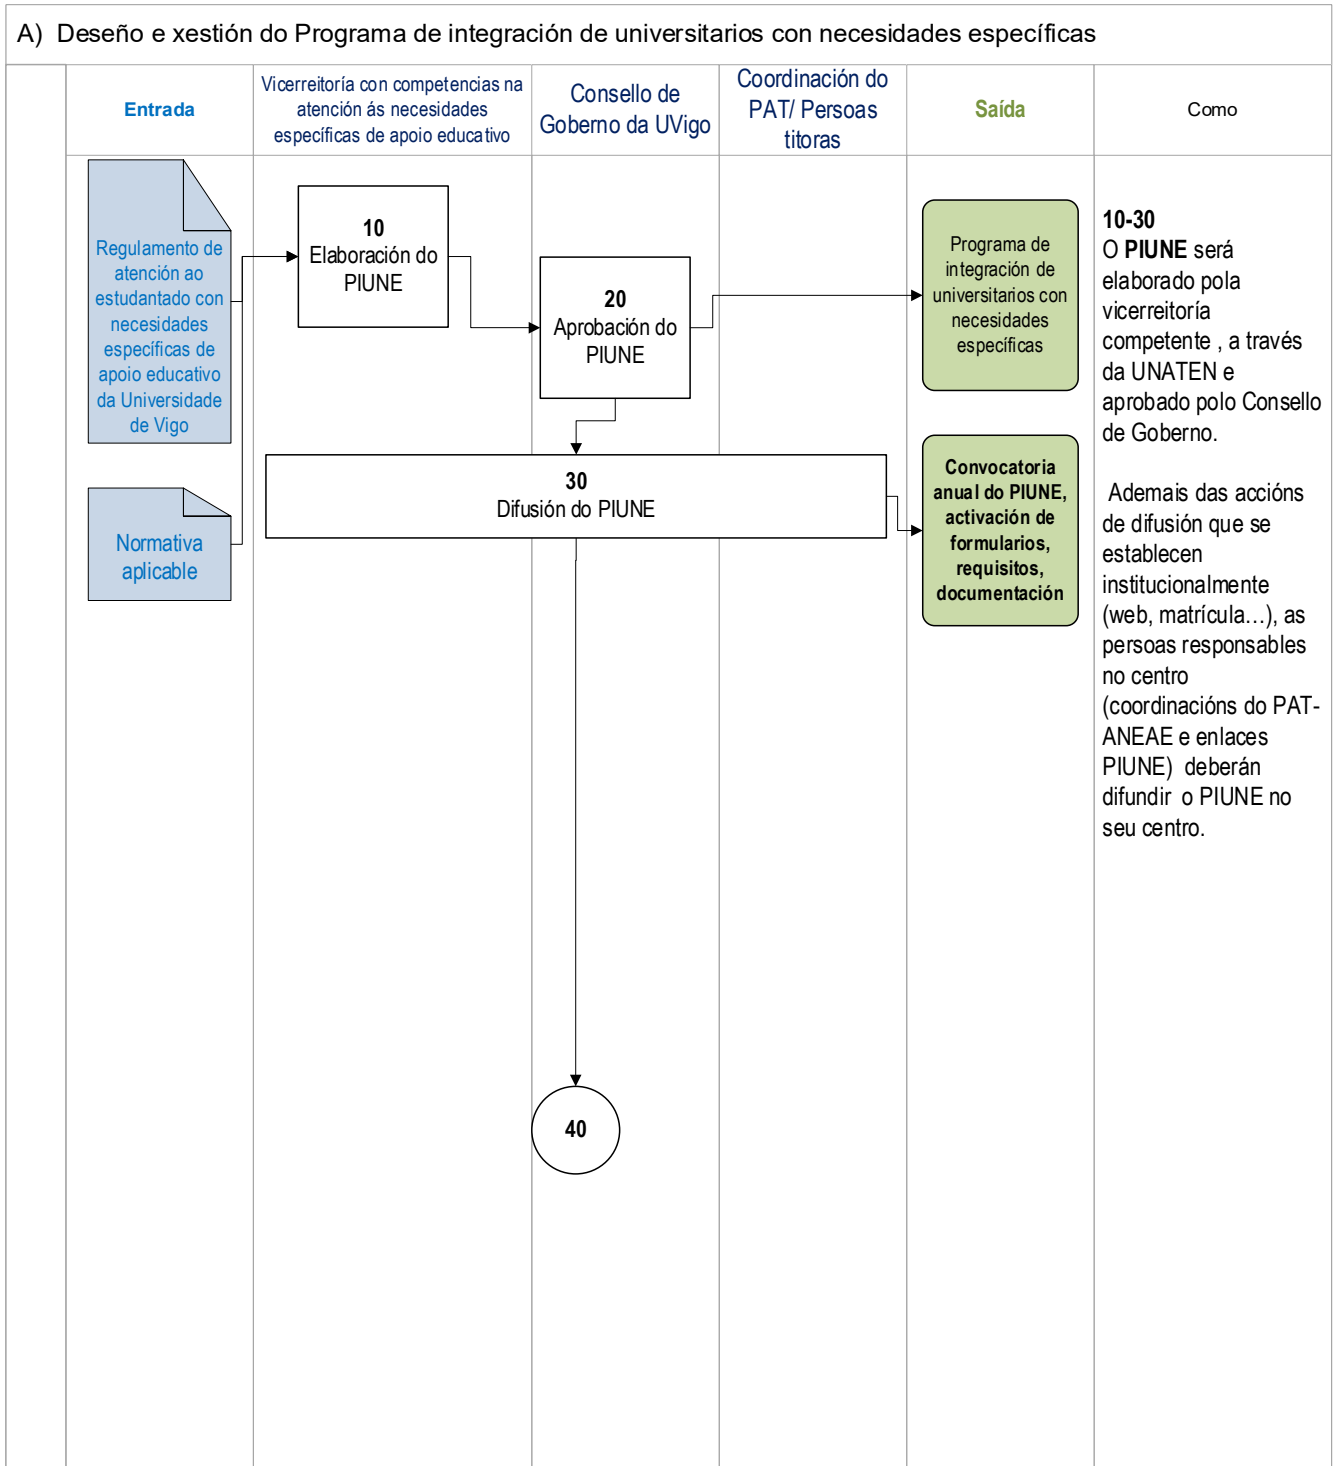 A) Deseño e xestión do Programa de integración de universitarios con necesidades específicas
Entrada
Vicerreitoría con competencias na
atención ás necesidades
específicas de apoio educativo
Consello de
Goberno da UVigo
Coordinación do
PAT/ Persoas
titoras
Saída
Como
Regulamento de
atención ao
estudantado con
necesidades
específicas de
apoio educativo
da Universidade
de Vigo
Normativa
aplicable
10
Elaboración do
PIUNE
20
Aprobación do
PIUNE
30
Difusión do PIUNE
40
Programa de
integración de
universitarios con
necesidades
específicas
Convocatoria
anual do PIUNE,
activación de
formularios,
requisitos,
documentación
10-30
O PIUNE será
elaborado pola
vicerreitoría
competente , a través
da UNATEN e
aprobado polo Consello
de Goberno.
Ademais das accións
de difusión que se
establecen
institucionalmente
(web, matrícula…), as
persoas responsables
no centro
(coordinacións do PAT-
ANEAE e enlaces
PIUNE) deberán
difundir o PIUNE no
seu centro.